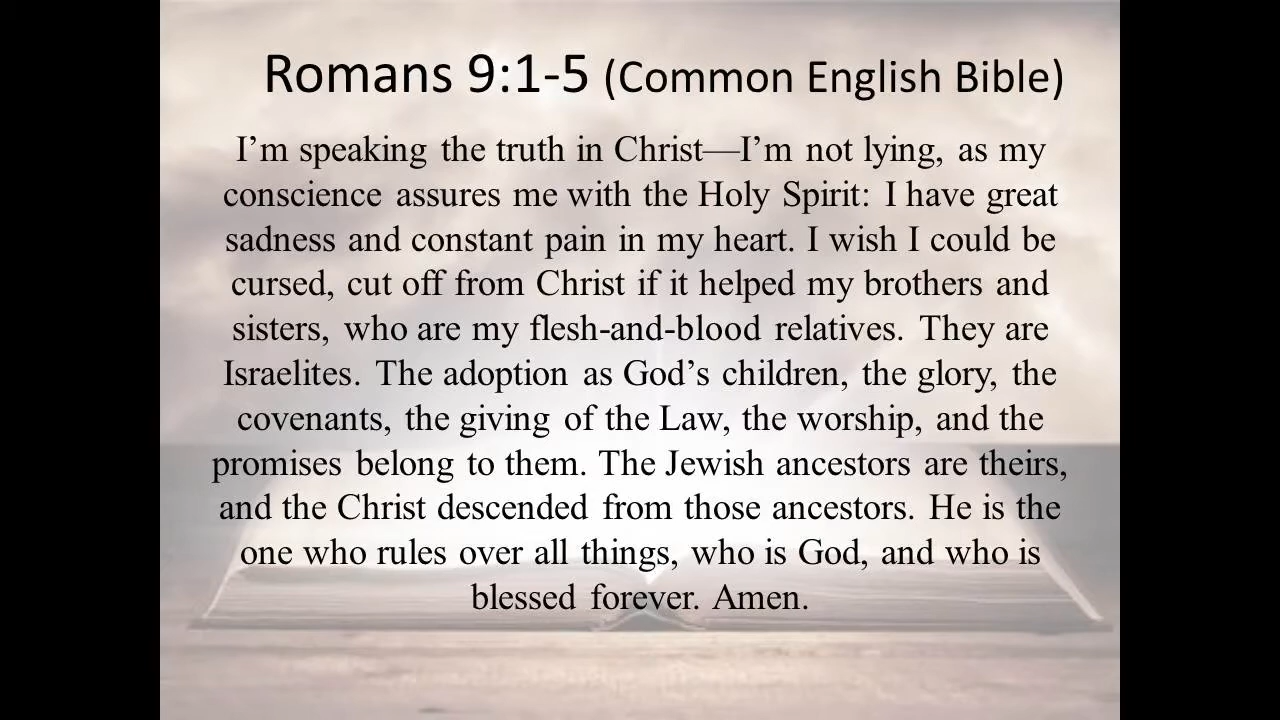 Romans 9:1-5 (Common English Bible)
I’m speaking the truth in Christ—I’m not lying, as my
conscience assures me with the Holy Spirit: I have great
sadness and constant pain in my heart. I wish I could be
cursed, cut off from Christ if it helped my brothers and
sisters, who are my flesh-and-blood relatives. They are
Israelites. The adoption as God’s children, the glory, the
covenants, the giving of the Law, the worship, and the
promises belong to them. The Jewish ancestors are theirs,
and the Christ descended from those ancestors. He is the
one who rules over all things, who is God, and who is
blessed forever. Amen.